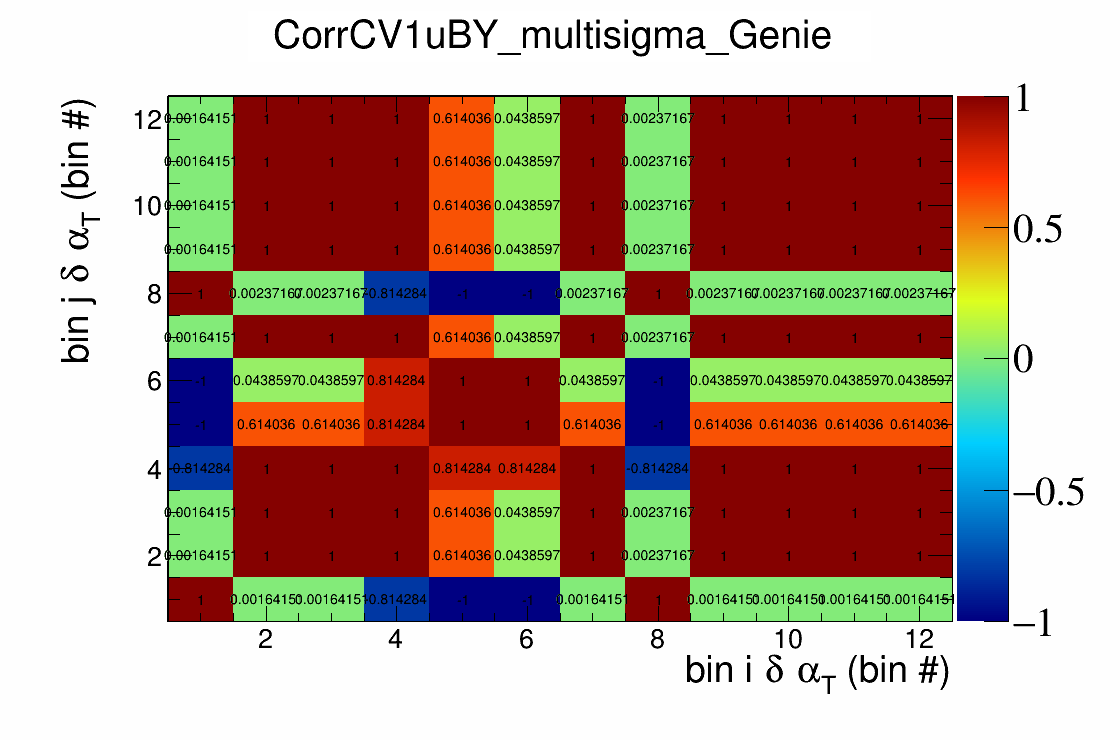 CorrCV1uBY_multisigma_Genie
bin j δ α_T (bin #)
12 0.00164151 1 1 1 0.614036 0.0438597 1 0.00237167 1 1 1 1
0.00164151 1 1 1 0.614036 0.0438597 1 0.00237167 1 1 1 1
10 0.00164151 1 1 1 0.614036 0.0438597 1 0.00237167 1 1 1 1
0.00164151 1 1 1 0.614036 0.0438597 1 0.00237167 1 1 1 1
8 1 0.00237167 0.00237167 -0.814284 -1 -1 0.00237167 1 0.00237167 0.00237167 0.00237167 0.00237167
0.00164151 1 1 1 0.614036 0.0438597 1 0.00237167 1 1 1 1
6 -1 0.0438597 0.0438597 0.814284 1 1 0.0438597 -1 0.0438597 0.0438597 0.0438597 0.0438597
-1 0.614036 0.614036 0.814284 1 1 0.614036 -1 0.614036 0.614036 0.614036 0.614036
4 -0.814284 1 1 1 0.814284 0.814284 1 -0.814284 1 1 1 1
0.00164151 1 1 1 0.614036 0.0438597 1 0.00237167 1 1 1 1
2 0.00164151 1 1 1 0.614036 0.0438597 1 0.00237167 1 1 1 1
1 0.00164151 0.00164151 -0.814284 -1 -1 0.00164151 1 0.00164151 0.00164151 0.00164151 0.00164151
2 4 6 8 10 12
bin i δ α_T (bin #)
1
0.5
0
−0.5
−1